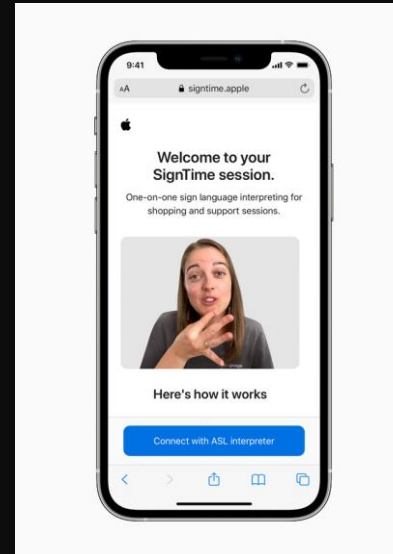 9:41
AA signtime.apple
Welcome to your
SignTime session.
One-on-one sign language interpreting for
shopping and support sessions.
Here's how it works
Connect with ASL interpreter